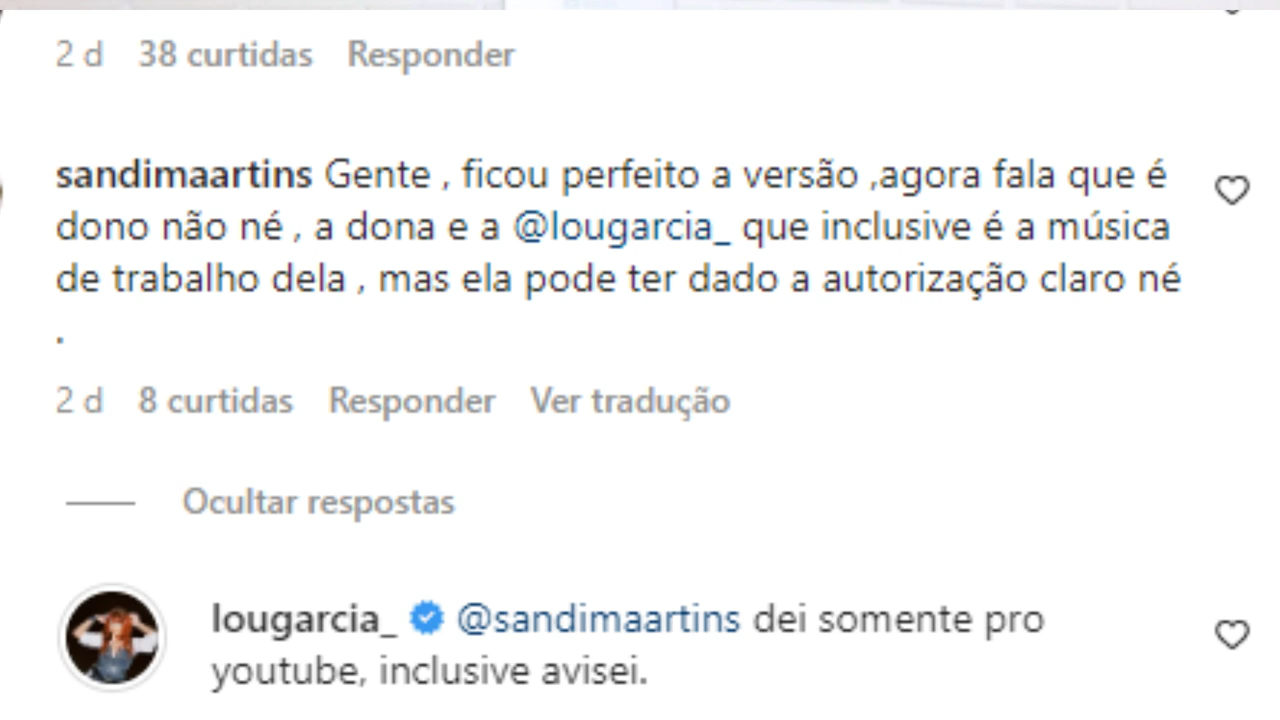 2 d 38 curtidas Responder
sandimaartins Gente , ficou perfeito a versão ,agora fala que é
dono não né , a dona e a @lougarcia_ que inclusive é a música
de trabalho dela , mas ela pode ter dado a autorização claro né
.
2 d 8 curtidas Responder Ver tradução
Ocultar respostas
lougarcia_ @sandimaartins dei somente pro
youtube, inclusive avisei.